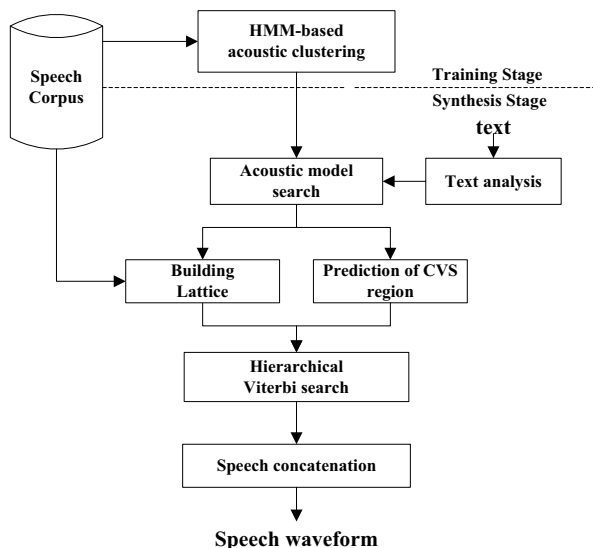 HMM-based
acoustic clustering
Speech
Corpus
Training Stage
Synthesis Stage
text
Acoustic model
search
Text analysis
Building
Lattice
Prediction of CVS
region
Hierarchical
Viterbi search
Speech concatenation
Speech waveform